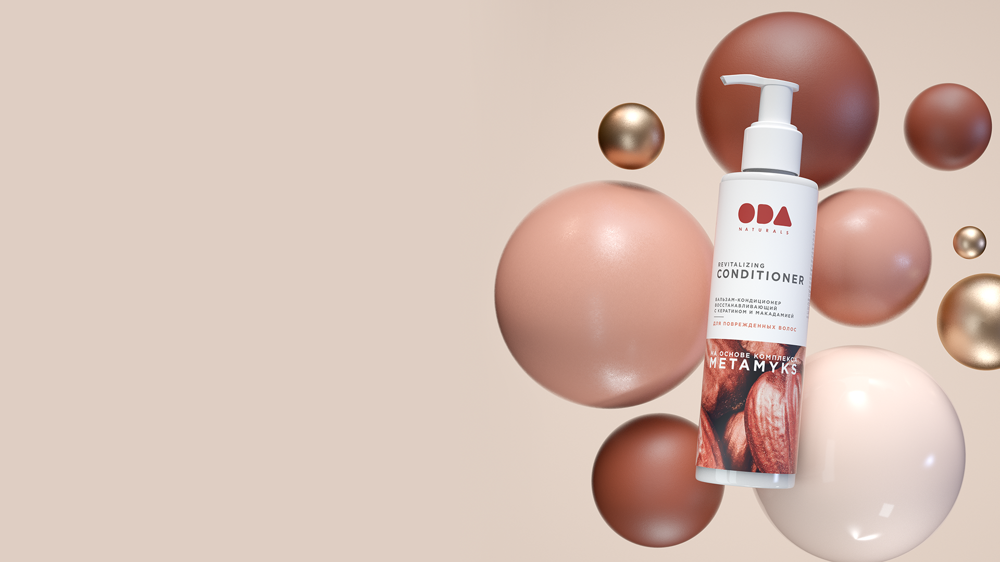 ODA
NATURALS
REVITALIZING
CONDITIONER
БАЛЬЗАМ-КОНДИЦИОНЕР
ВОССТАНАВЛИВАЮЩИЙ
С КЕРАТИНОМ И МАКАДАМИЕЙ
ДЛЯ ПОВРЕЖДЕННЫХ ВОЛОС
НА ОСНОВЕ КОМПЛЕКСА
METAMYKS